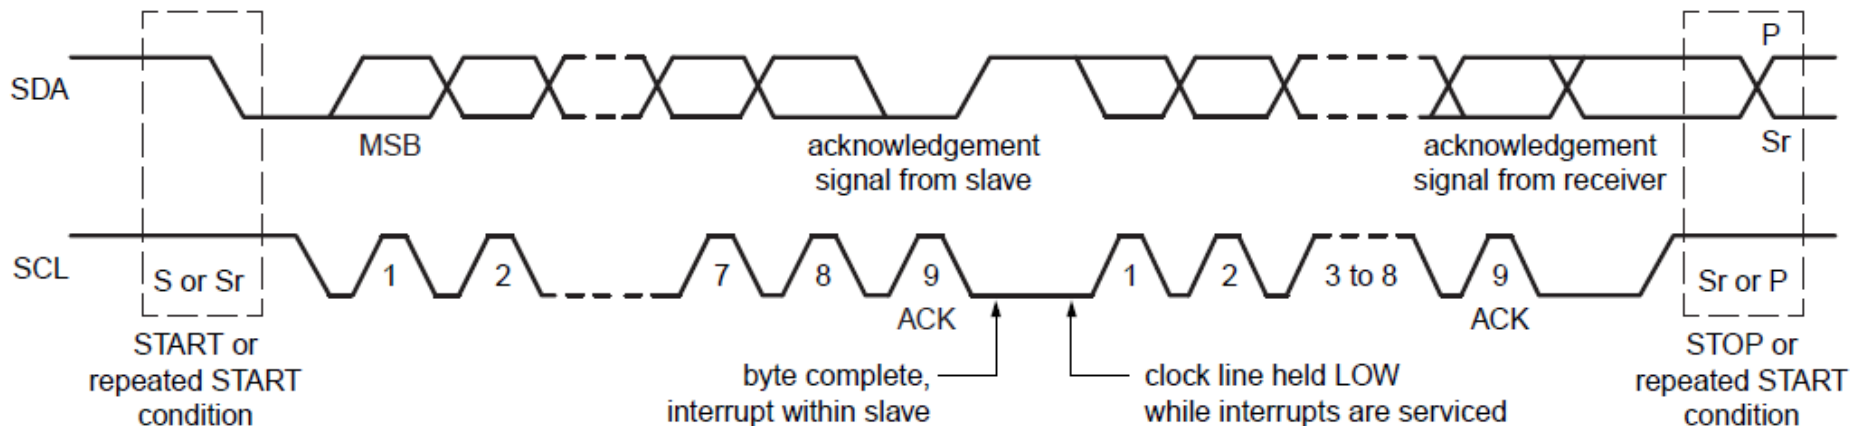 P
SDA
MSB
acknowledgement
signal from slave
acknowledgement
signal from receiver
Sr
SCL
S or Sr
1
2
7
8
9
1
2
3 to 8
9
Sr or P
ACK
ACK
START or
repeated START
condition
byte complete,
interrupt within slave
clock line held LOW
while interrupts are serviced
STOP or
repeated START
condition